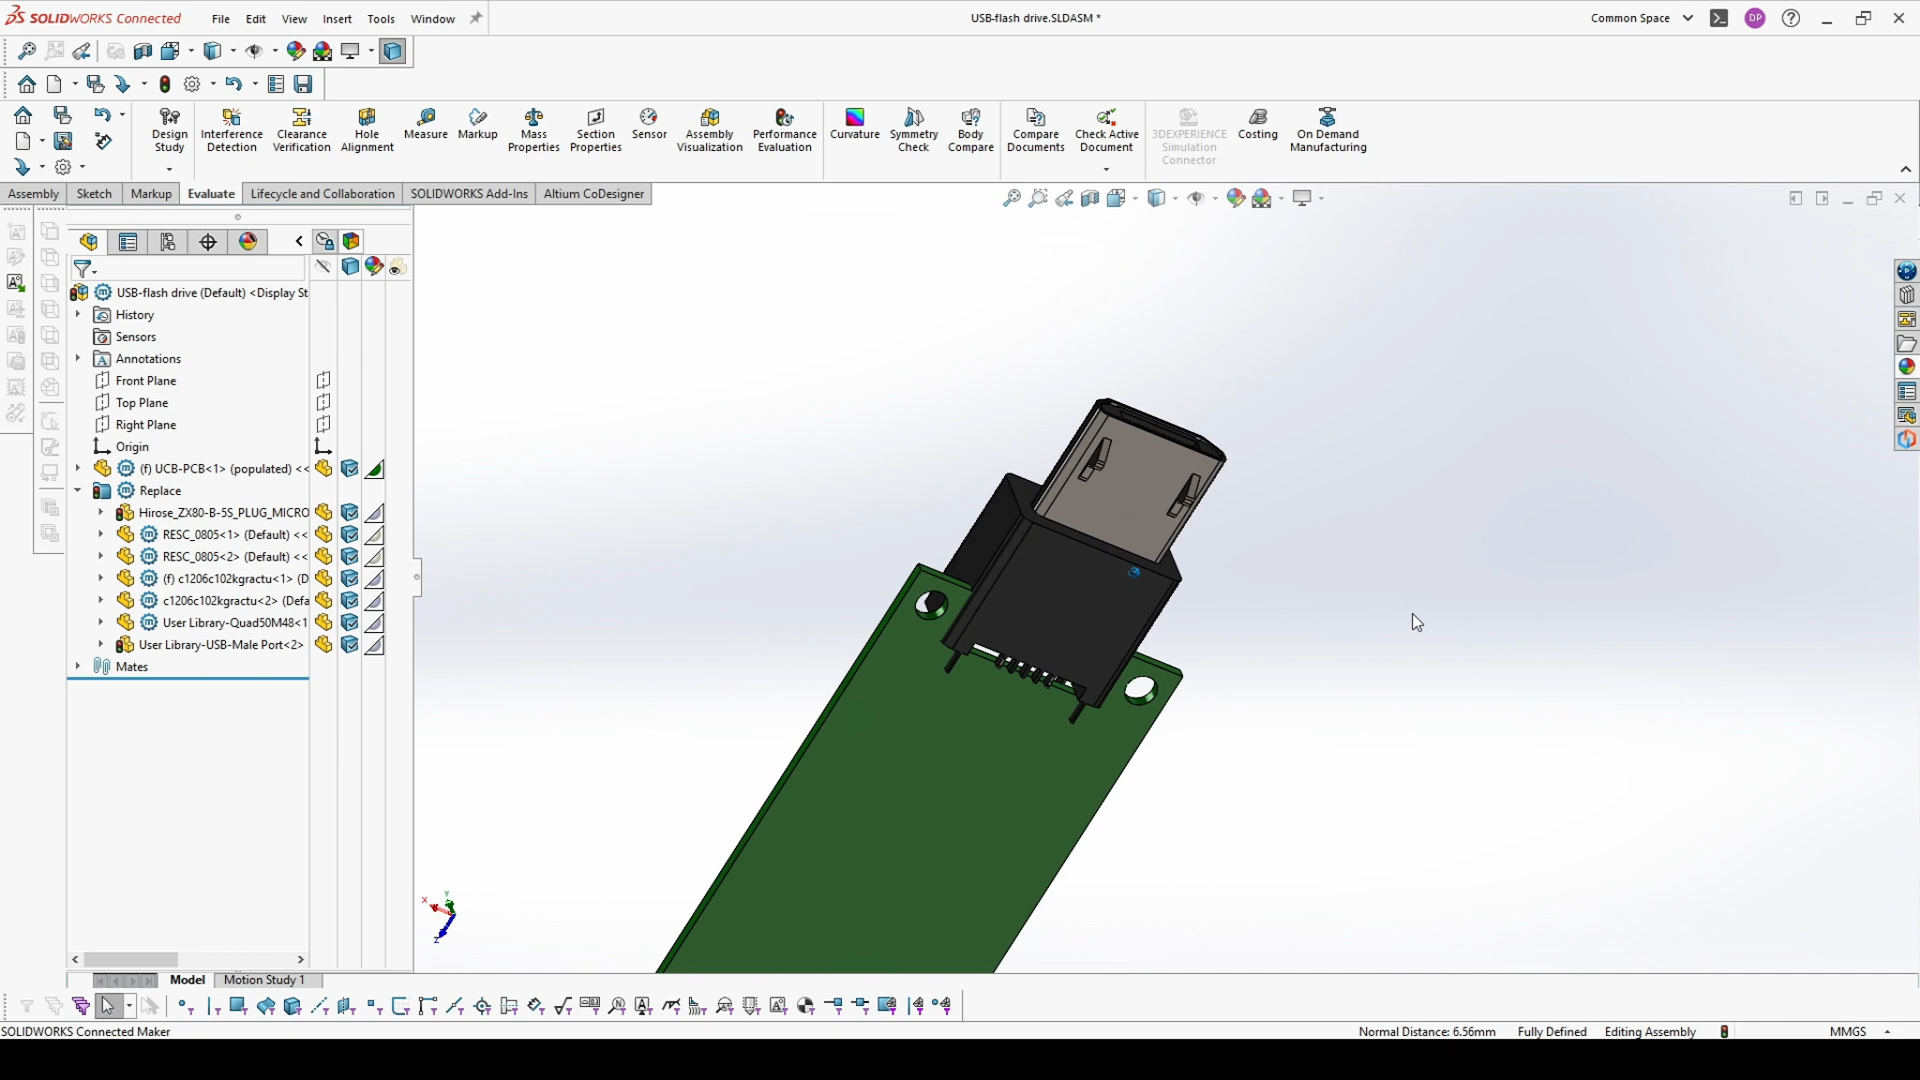 SOLIDWORKS Connected
File Edit View Insert Tools Window
USB-flash drive.SLDASM *
Common Space
DP
Design Study
Interference Detection
Clearance Verification
Hole Alignment
Measure
Markup
Mass Properties
Section Properties
Sensor
Assembly Visualization
Performance Evaluation
Curvature
Symmetry Check
Body Compare
Compare Documents
Check Active Document
3DEXPERIENCE Simulation Connector
Costing
On Demand Manufacturing
Assembly Sketch Markup Evaluate Lifecycle and Collaboration SOLIDWORKS Add-Ins Altium CoDesigner
USB-flash drive (Default) <Display St
History
Sensors
Annotations
Front Plane
Top Plane
Right Plane
Origin
(f) UCB-PCB<1> (populated) <<
Replace
Hirose_ZX80-B-5S_PLUG_MICRO
RESC_0805<1> (Default) <<
RESC_0805<2> (Default) <<
(f) c1206c102kgractu<1> (D
c1206c102kgractu<2> (Defa
User Library-Quad50M48<1
User Library-USB-Male Port<2>
Mates
X
Y
Z
Model Motion Study 1
SOLIDWORKS Connected Maker
Normal Distance: 6.56mm Fully Defined Editing Assembly MMGS